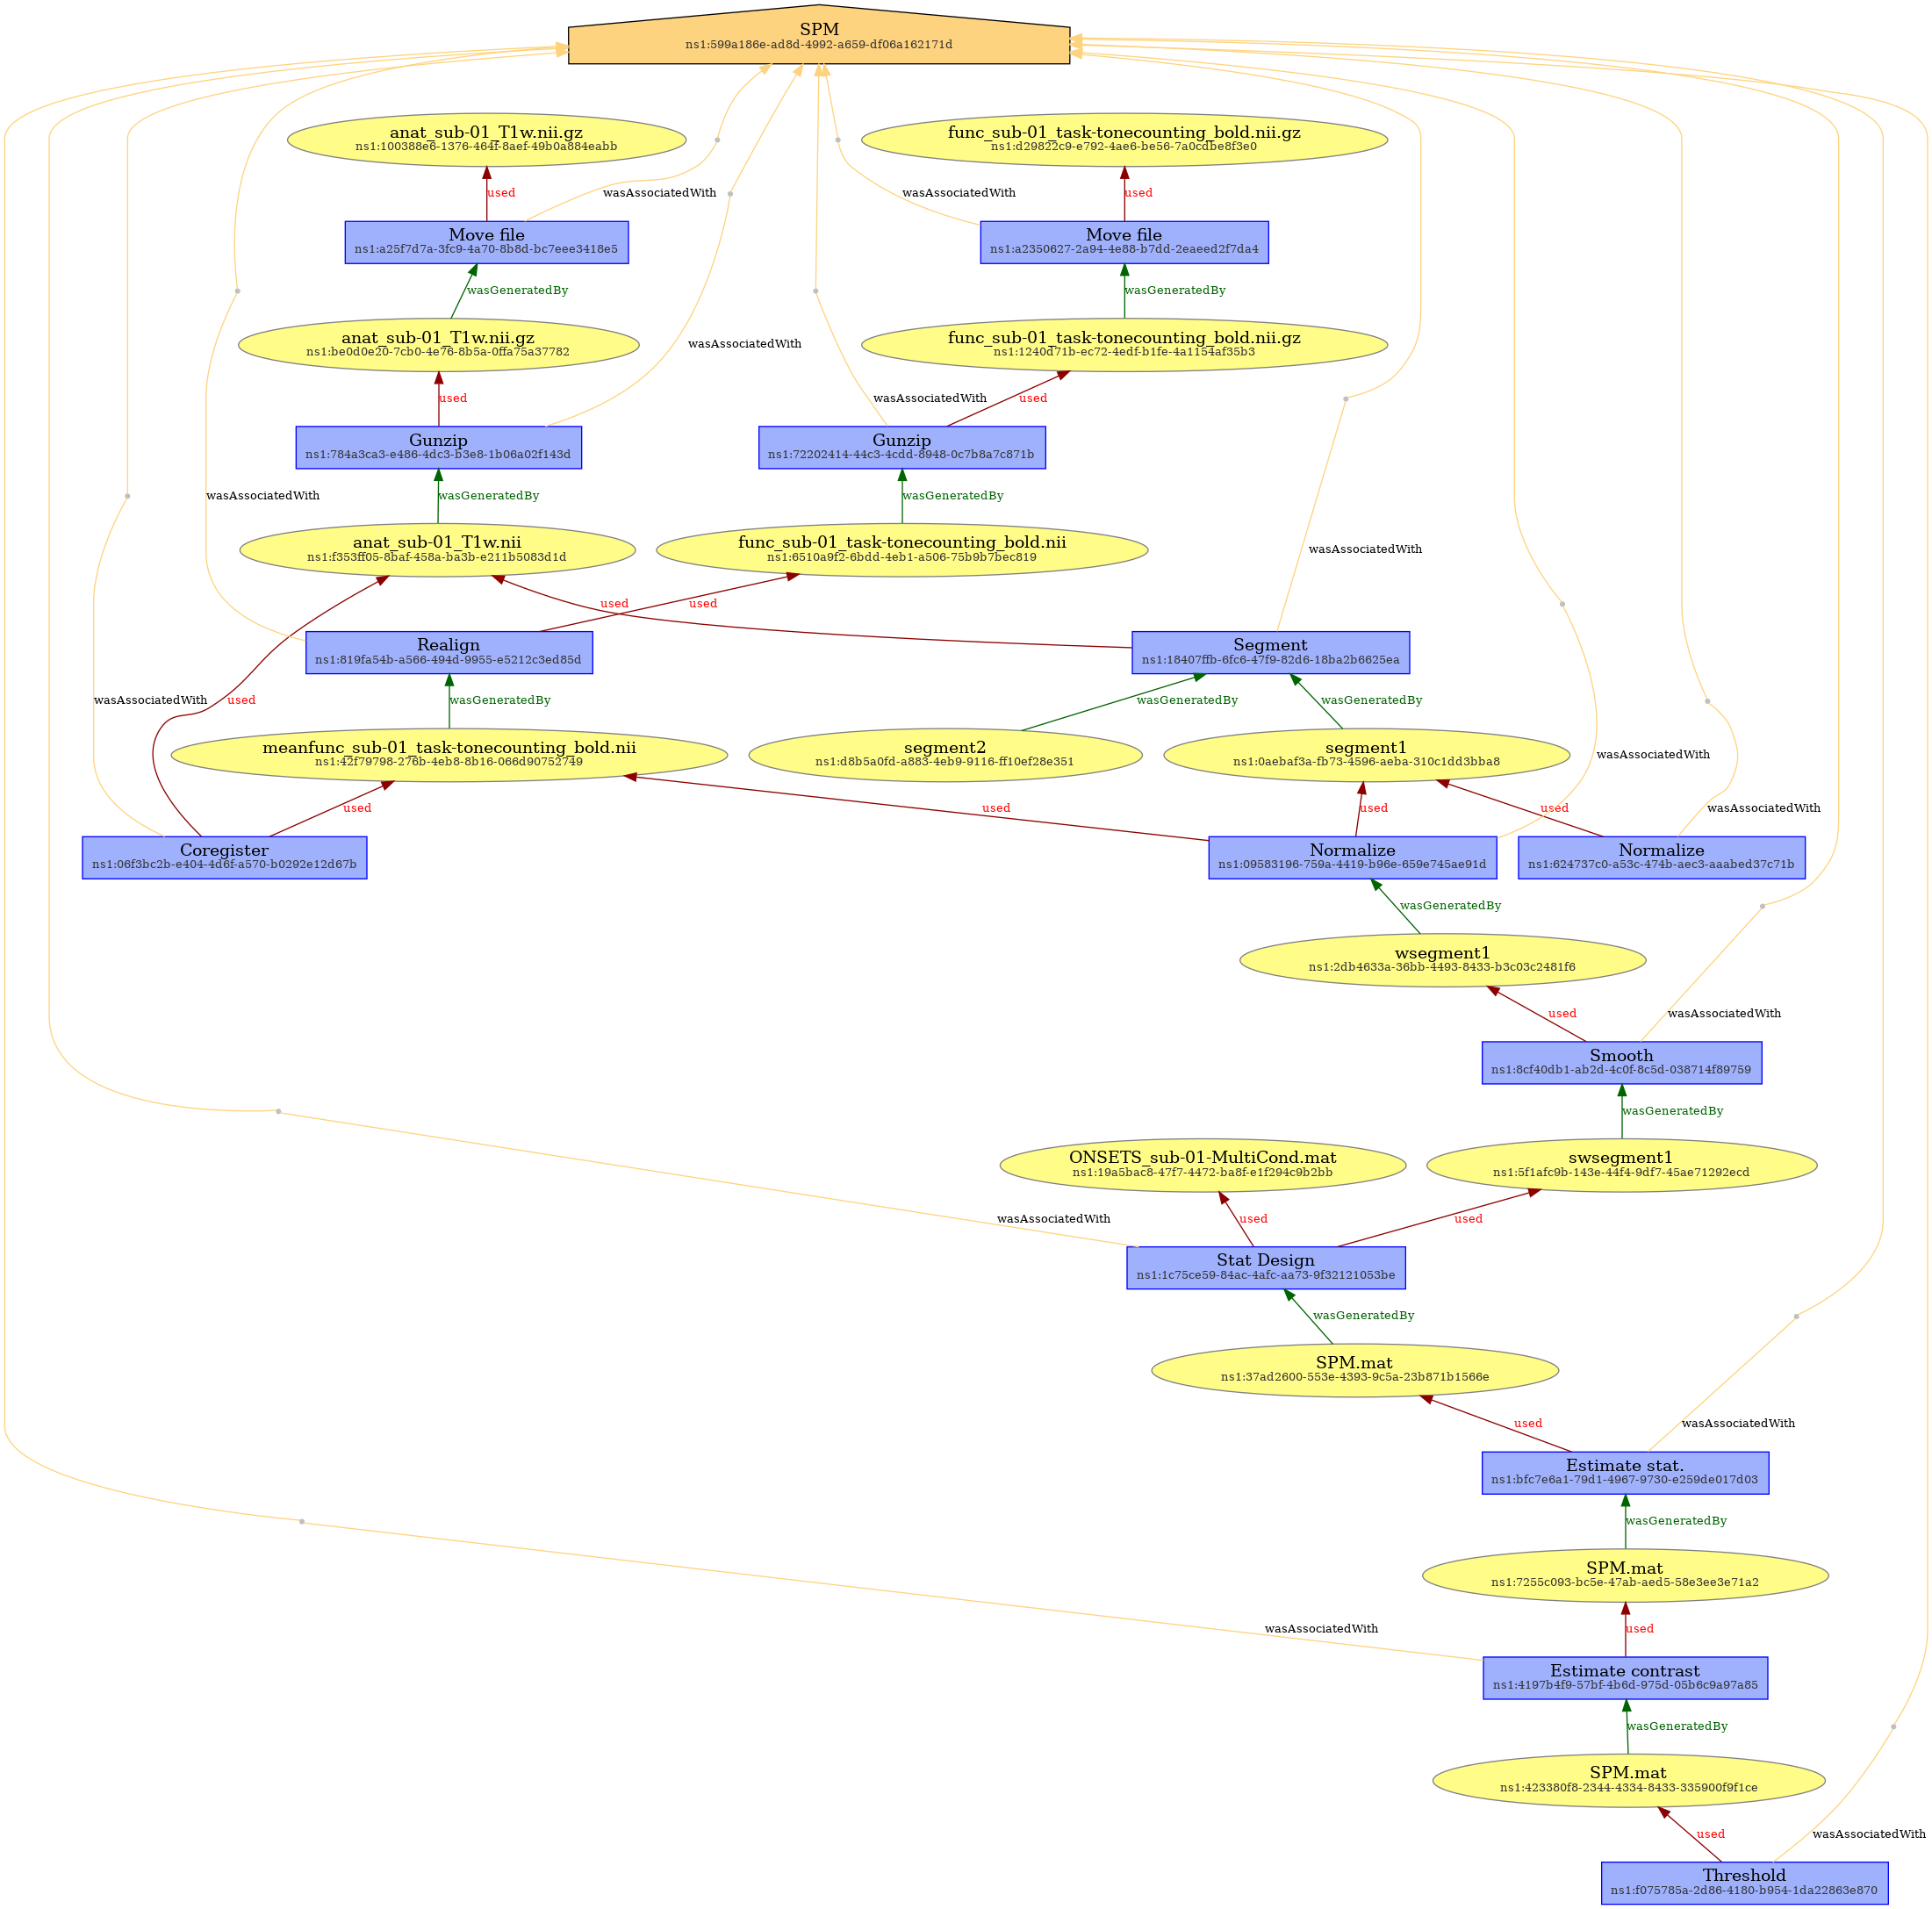 SPM
ns1:599a186e-ad8d-4992-a659-df06a162171d
anat_sub-01_T1w.nii.gz
ns1:100388e6-1376-464f-8aef-49b0a884eabb
func_sub-01_task-tonecounting_bold.nii.gz
ns1:d29822c9-e792-4ae6-be56-7a0cdbe8f3e0
used
wasAssociatedWith
wasAssociatedWith
used
Move file
ns1:a25f7d7a-3fc9-4a70-8b8d-bc7eee3418e5
Move file
ns1:a2350627-2a94-4e88-b7dd-2eaeed2f7da4
wasGeneratedBy
wasGeneratedBy
anat_sub-01_T1w.nii.gz
ns1:be0d0e20-7cb0-4e76-8b5a-0ffa75a37782
wasAssociatedWith
func_sub-01_task-tonecounting_bold.nii.gz
ns1:1240d71b-ec72-4edf-b1fe-4a1154af35b3
used
wasAssociatedWith
used
Gunzip
ns1:784a3ca3-e486-4dc3-b3e8-1b06a02f143d
Gunzip
ns1:72202414-44c3-4cdd-8948-0c7b8a7c871b
wasAssociatedWith
wasGeneratedBy
wasGeneratedBy
anat_sub-01_T1w.nii
ns1:f353ff05-8baf-458a-ba3b-e211b5083d1d
func_sub-01_task-tonecounting_bold.nii
ns1:6510a9f2-6bdd-4eb1-a506-75b9b7bec819
wasAssociatedWith
used
used
Realign
ns1:819fa54b-a566-494d-9955-e5212c3ed85d
Segment
ns1:18407ffb-6fc6-47f9-82d6-18ba2b6625ea
wasAssociatedWith
used
wasGeneratedBy
wasGeneratedBy
wasGeneratedBy
meanfunc_sub-01_task-tonecounting_bold.nii
ns1:42f79798-276b-4eb8-8b16-066d90752749
segment2
ns1:d8b5a0fd-a883-4eb9-9116-ff10ef28e351
segment1
ns1:0aebaf3a-fb73-4596-aeba-310c1dd3bba8
wasAssociatedWith
used
used
used
used
wasAssociatedWith
Coregister
ns1:06f3bc2b-e404-4d6f-a570-b0292e12d67b
Normalize
ns1:09583196-759a-4419-b96e-659e745ae91d
Normalize
ns1:624737c0-a53c-474b-aec3-aaabed37c71b
wasGeneratedBy
wsegment1
ns1:2db4633a-36bb-4493-8433-b3c03c2481f6
used
wasAssociatedWith
Smooth
ns1:8cf40db1-ab2d-4c0f-8c5d-038714f89759
wasGeneratedBy
ONSETS_sub-01-MultiCond.mat
ns1:19a5bac8-47f7-4472-ba8f-e1f294c9b2bb
swsegment1
ns1:5f1afc9b-143e-44f4-9df7-45ae71292ecd
wasAssociatedWith
used
used
Stat Design
ns1:1c75ce59-84ac-4afc-aa73-9f32121053be
wasGeneratedBy
SPM.mat
ns1:37ad2600-553e-4393-9c5a-23b871b1566e
used
wasAssociatedWith
Estimate stat.
ns1:bfc7e6a1-79d1-4967-9730-e259de017d03
wasGeneratedBy
SPM.mat
ns1:7255c093-bc5e-47ab-aed5-58e3ee3e71a2
wasAssociatedWith
used
Estimate contrast
ns1:4197b4f9-57bf-4b6d-975d-05b6c9a97a85
wasGeneratedBy
SPM.mat
ns1:423380f8-2344-4334-8433-335900f9f1ce
used
wasAssociatedWith
Threshold
ns1:f075785a-2d86-4180-b954-1da22863e870